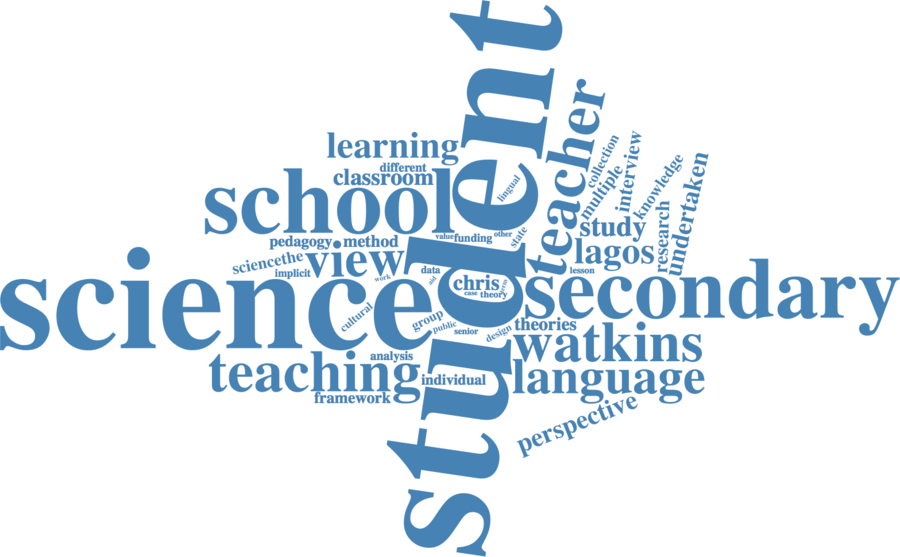 student
learning
different
classroom
school
lingual
teacher
collection
multiple
interview
knowledge
undertaken
research
study
lagos
lesson
pedagogy
method
value
funding
other
state
sciencethe
implicit
view
work
data
aid
chris
case
theory
science
secondary
cultural
group
public
senior
design
theories
watkins
analysis
teaching
individual
language
framework
perspective